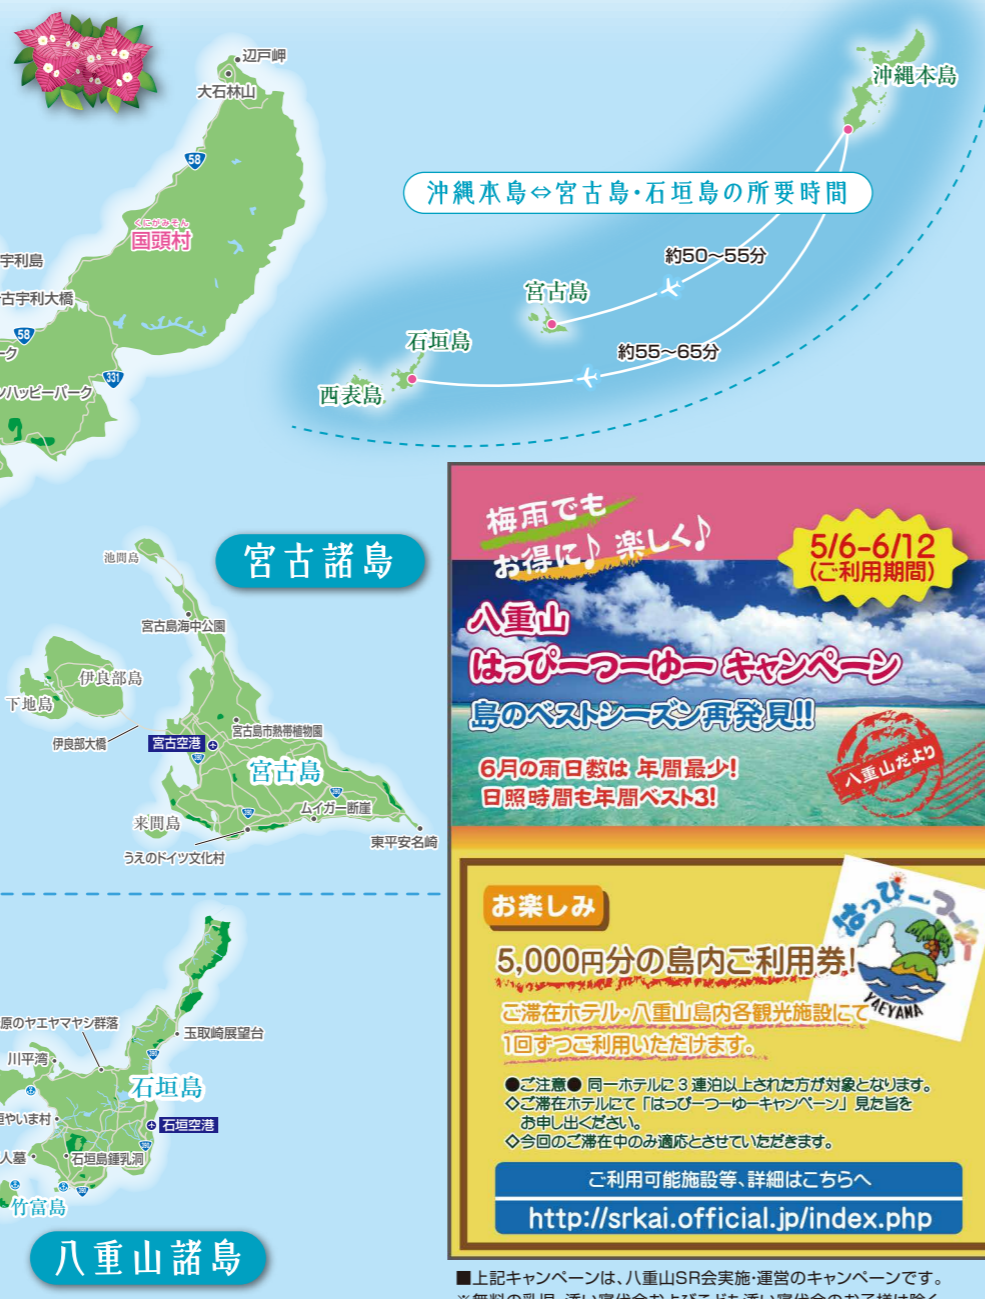 辺戸岬
大石林山
58
くにがみそん
国頭村
宇利島
古宇利大橋
58
ーク
ハッピーパーク
331
沖縄本島
沖縄本島⇔宮古島・石垣島の所要時間
約50〜55分
宮古島
石垣島
約55〜65分
西表島
宮古諸島
池間島
宮古島海中公園
伊良部島
下地島
伊良部大橋
宮古空港
宮古島市熱帯植物園
宮古島
390
390
390
ムイガー断崖
来間島
東平安名崎
うえのドイツ文化村
原のヤエヤマヤシ群落
玉取崎展望台
川平湾
390
石垣島
垣やいま村
石垣空港
390
人墓
石垣島鍾乳洞
390
竹富島
八重山諸島
梅雨でも
お得に♪ 楽しく♪
5/6-6/12
(ご利用期間)
八重山
はっぴーつーゆー キャンペーン
島のベストシーズン再発見!!
6月の雨日数は 年間最少!
日照時間も年間ベスト3!
八重山だより
お楽しみ
はっぴーつーゆー
YAEYAMA
5,000円分の島内ご利用券!
ご滞在ホテル・八重山島内各観光施設にて
1回ずつご利用いただけます。
●ご注意● 同一ホテルに3連泊以上された方が対象となります。
◇ご滞在ホテルにて「はっぴーつーゆーキャンペーン」見た旨を
お申し出ください。
◇今回のご滞在中のみ適応とさせていただきます。
ご利用可能施設等、詳細はこちらへ
http://srkai.official.jp/index.php
■上記キャンペーンは、八重山SR会実施・運営のキャンペーンです。